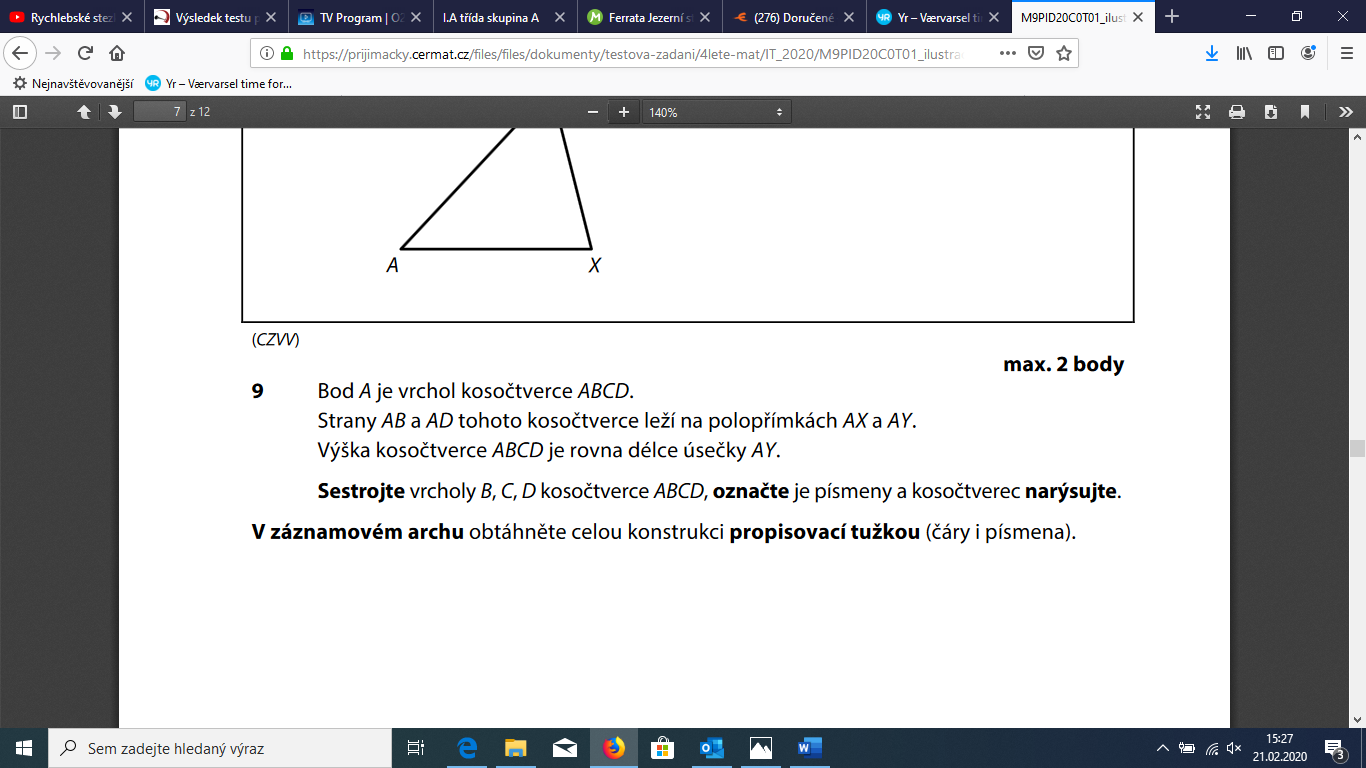 Rychlebské stez
Výsledek testu p
TV Program | O2
I.A třída skupina A
Ferrata Jezerní s
(276) Doručené
Yr – Værvarsel tim
M9PID20C0T01_ilust
https://prijimacky.cermat.cz/files/files/dokumenty/testova-zadani/4lete-mat/IT_2020/M9PID20C0T01_ilustra
Nejnavštěvovanější
Yr – Værvarsel time for...
7 z 12
140%
A X
(CZVV)
max. 2 body
9 Bod A je vrchol kosočtverce ABCD.
Strany AB a AD tohoto kosočtverce leží na polopřímkách AX a AY.
Výška kosočtverce ABCD je rovna délce úsečky AY.
Sestrojte vrcholy B, C, D kosočtverce ABCD, označte je písmeny a kosočtverec narýsujte.
V záznamovém archu obtáhněte celou konstrukci propisovací tužkou (čáry i písmena).
Sem zadejte hledaný výraz
15:27
21.02.2020
3